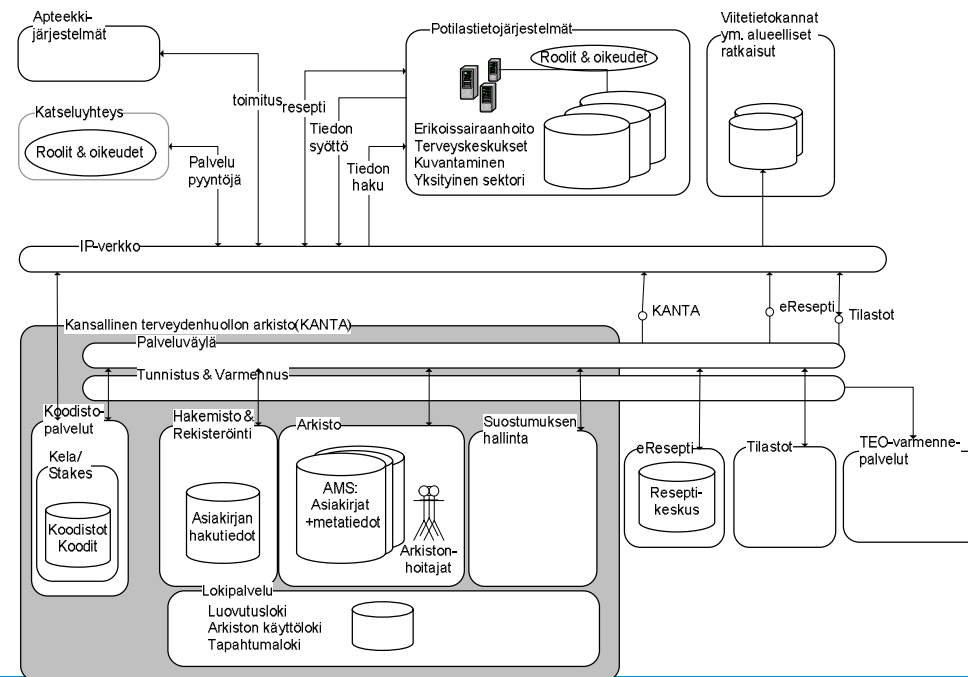 Apteekki-
järjestelmät
Katseluyhteys
Roolit & oikeudet
Palvelu
pyyntöjä
toimitus
resepti
Tiedon
syöttö
Tiedon
haku
Potilastietojärjestelmät
Roolit & oikeudet
Erikoissairaanhoito
Terveyskeskukset
Kuvantaminen
Yksityinen sektori
Viitetietokannat
ym. alueelliset
ratkaisut
IP-verkko
KANTA
eResepti
Tilastot
Kansallinen terveydenhuollon arkisto(KANTA)
Palveluväylä
Tunnistus & Varmennus
Koodisto-
palvelut
Kela/
Stakes
Koodistot
Koodit
Hakemisto &
Rekisteröinti
Asiakirjan
hakutiedot
Arkisto
AMS:
Asiakirjat
+metatiedot
Arkiston-
hoitajat
Suostumuksen
hallinta
eResepti
Resepti-
keskus
Tilastot
TEO-varmenne-
palvelut
Lokipalvelu
Luovutusloki
Arkiston käyttöloki
Tapahtumaloki